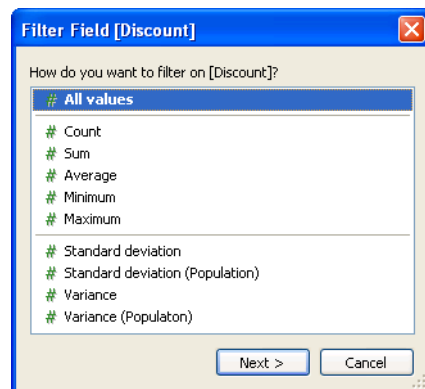 Filter Field [Discount]
How do you want to filter on [Discount]?
# All values
# Count
# Sum
# Average
# Minimum
# Maximum
# Standard deviation
# Standard deviation (Population)
# Variance
# Variance (Populaton)
Next >
Cancel